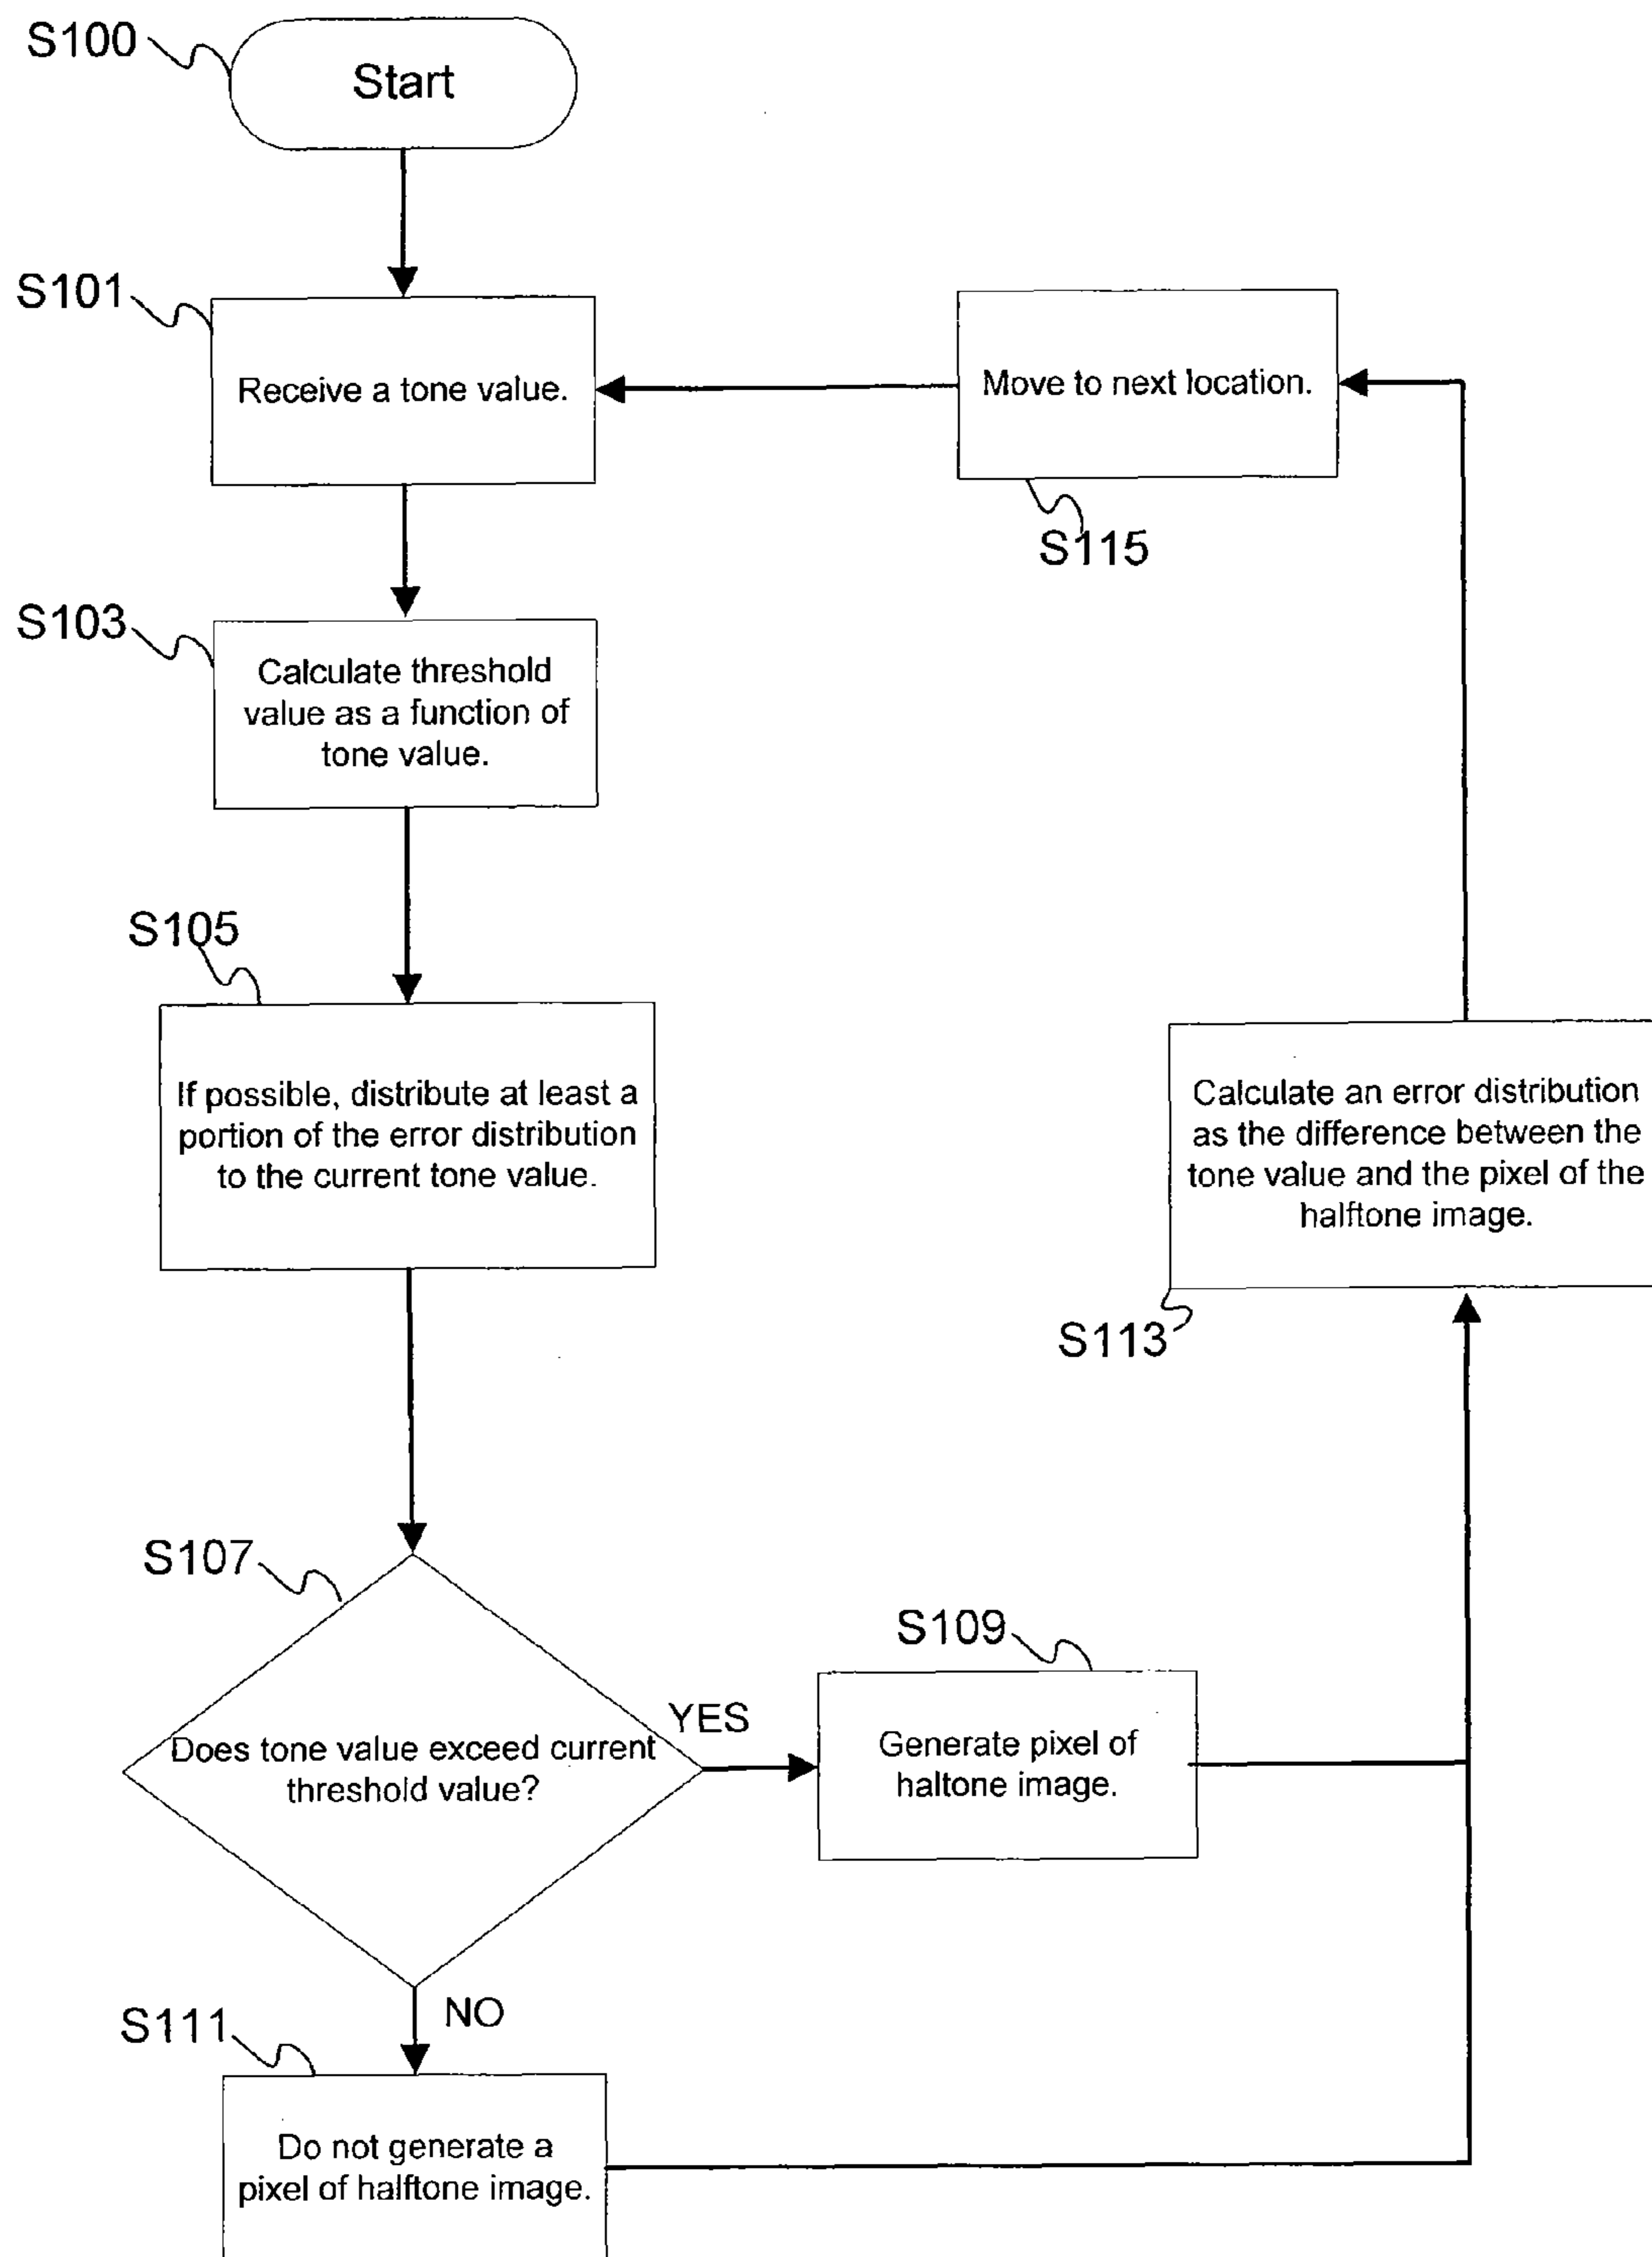 S100
Start
S101
Receive a tone value.
Move to next location.
S115
S103
Calculate threshold
value as a function of
tone value.
S105
If possible, distribute at least a
portion of the error distribution
to the current tone value.
Calculate an error distribution
as the difference between the
tone value and the pixel of the
halftone image.
S113
S107
Does tone value exceed current
threshold value?
YES
S109
Generate pixel of
haltone image.
NO
S111
Do not generate a
pixel of halftone image.